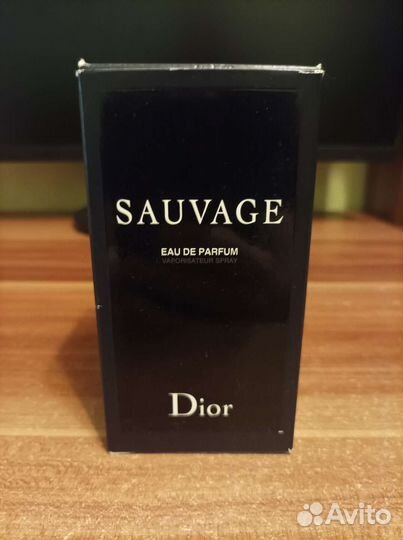 SAUVAGE
EAU DE PARFUM
VAPORISATEUR SPRAY
Dior
Avito